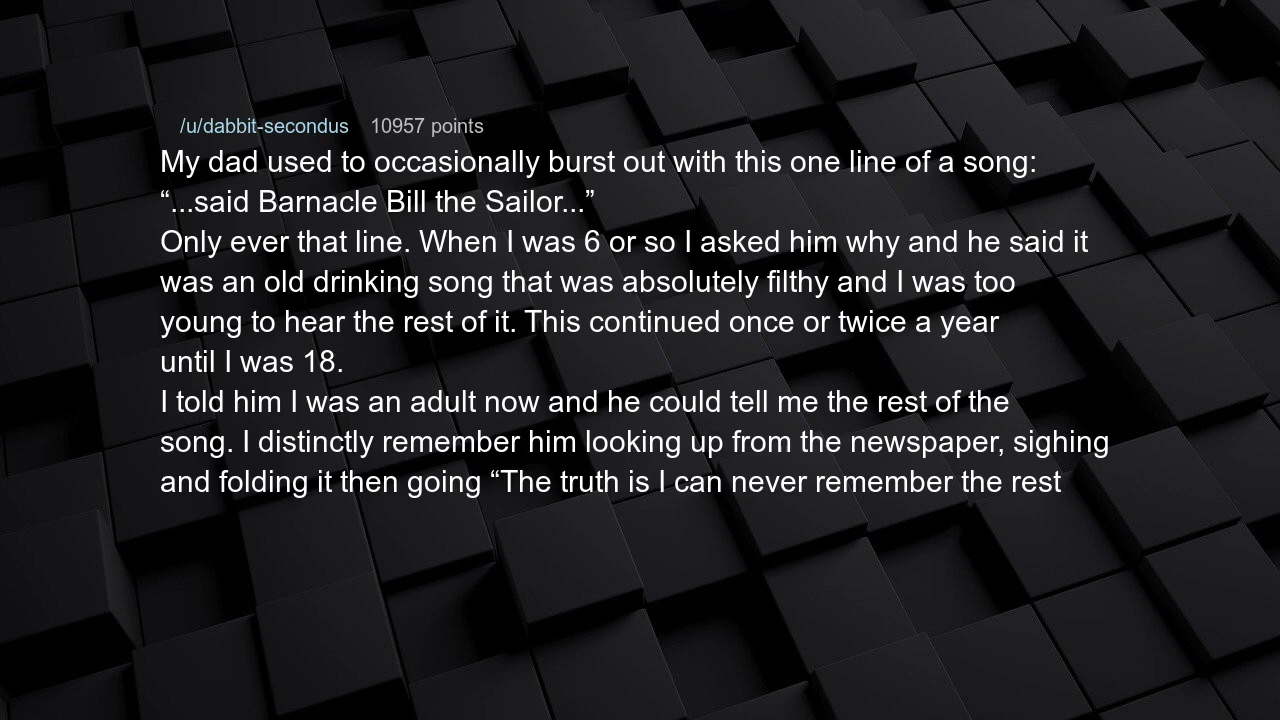 /u/dabbit-secondus 10957 points
My dad used to occasionally burst out with this one line of a song:
“...said Barnacle Bill the Sailor...”
Only ever that line. When I was 6 or so I asked him why and he said it
was an old drinking song that was absolutely filthy and I was too
young to hear the rest of it. This continued once or twice a year
until I was 18.
I told him I was an adult now and he could tell me the rest of the
song. I distinctly remember him looking up from the newspaper, sighing
and folding it then going “The truth is I can never remember the rest